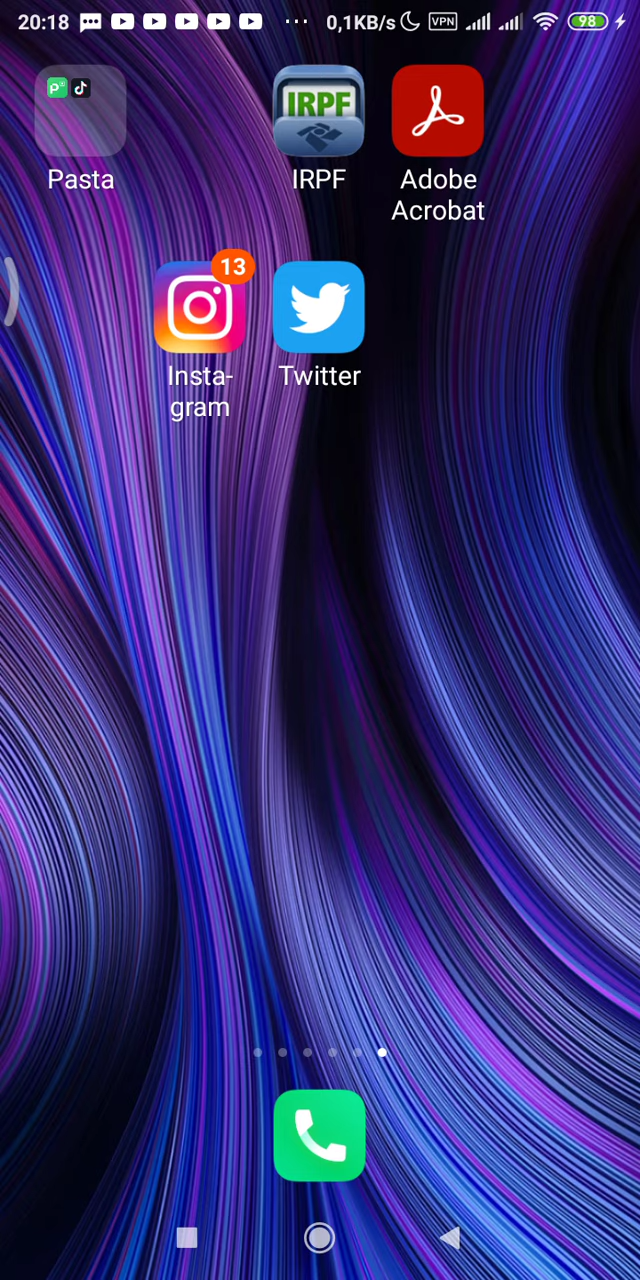 20:18 ... 0,1KB/s VPN 98
Pasta
IRPF
IRPF
Adobe
Acrobat
13
Insta-
gram
Twitter